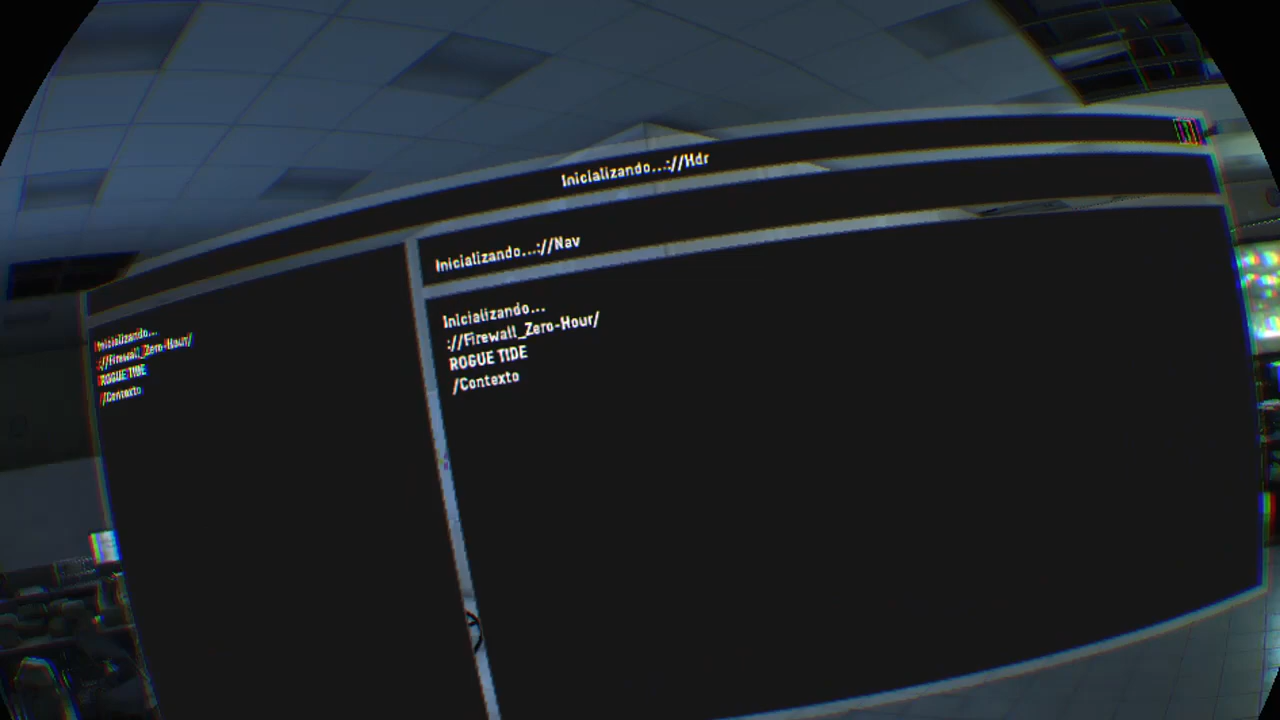 Inicializando...://Hdr
Inicializando...://Nav
Inicializando...
://Firewall_Zero-Hour/
ROGUE TIDE
/Contexto
Inicializando...
://Firewall_Zero-Hour/
ROGUE TIDE
/Contexto